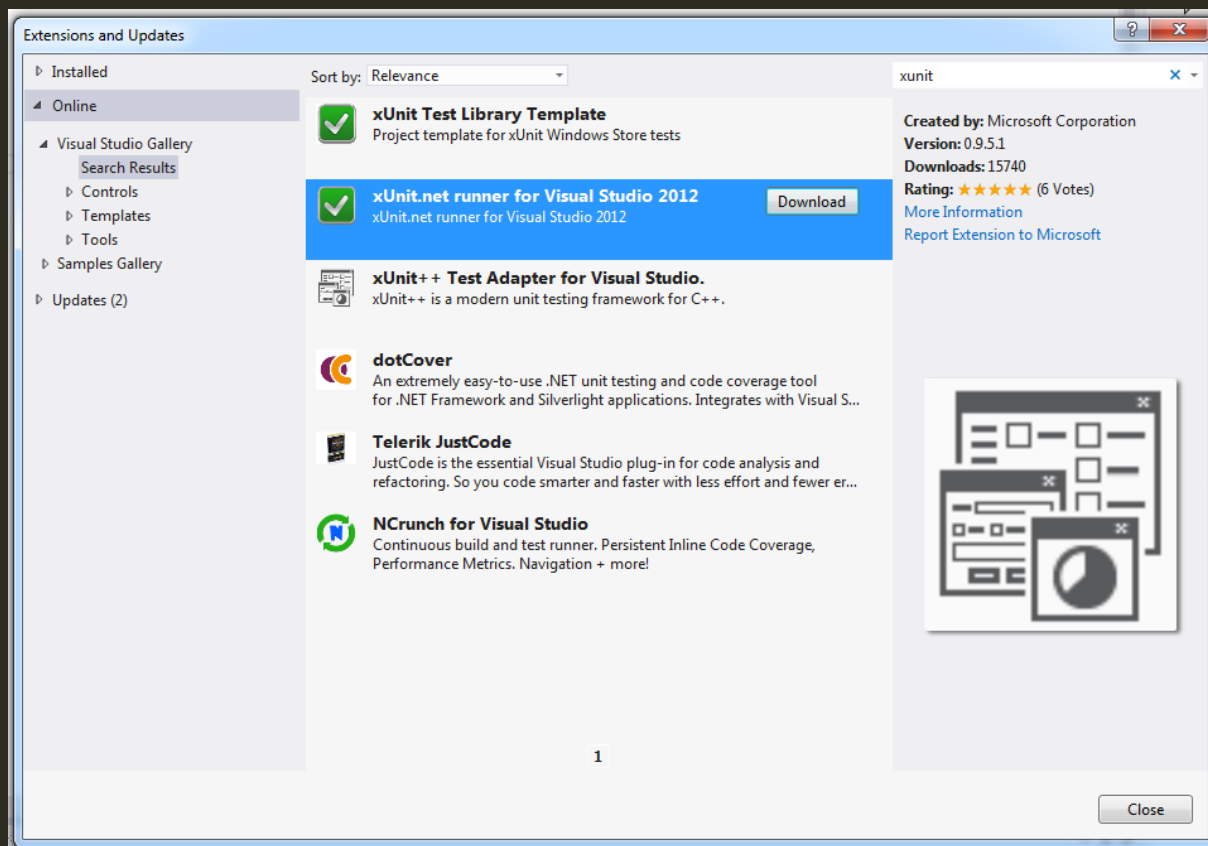 Extensions and Updates
?
Installed
Online
Visual Studio Gallery
Search Results
Controls
Templates
Tools
Samples Gallery
Updates (2)
Sort by: Relevance
xUnit Test Library Template
Project template for xUnit Windows Store tests
xUnit.net runner for Visual Studio 2012
xUnit.net runner for Visual Studio 2012
Download
xUnit++ Test Adapter for Visual Studio.
xUnit++ is a modern unit testing framework for C++.
dotCover
An extremely easy-to-use .NET unit testing and code coverage tool
for .NET Framework and Silverlight applications. Integrates with Visual S...
Telerik JustCode
JustCode is the essential Visual Studio plug-in for code analysis and
refactoring. So you code smarter and faster with less effort and fewer er...
N
NCrunch for Visual Studio
Continuous build and test runner. Persistent Inline Code Coverage,
Performance Metrics. Navigation + more!
1
xunit
Created by: Microsoft Corporation
Version: 0.9.5.1
Downloads: 15740
Rating: ★★★★★ (6 Votes)
More Information
Report Extension to Microsoft
Close